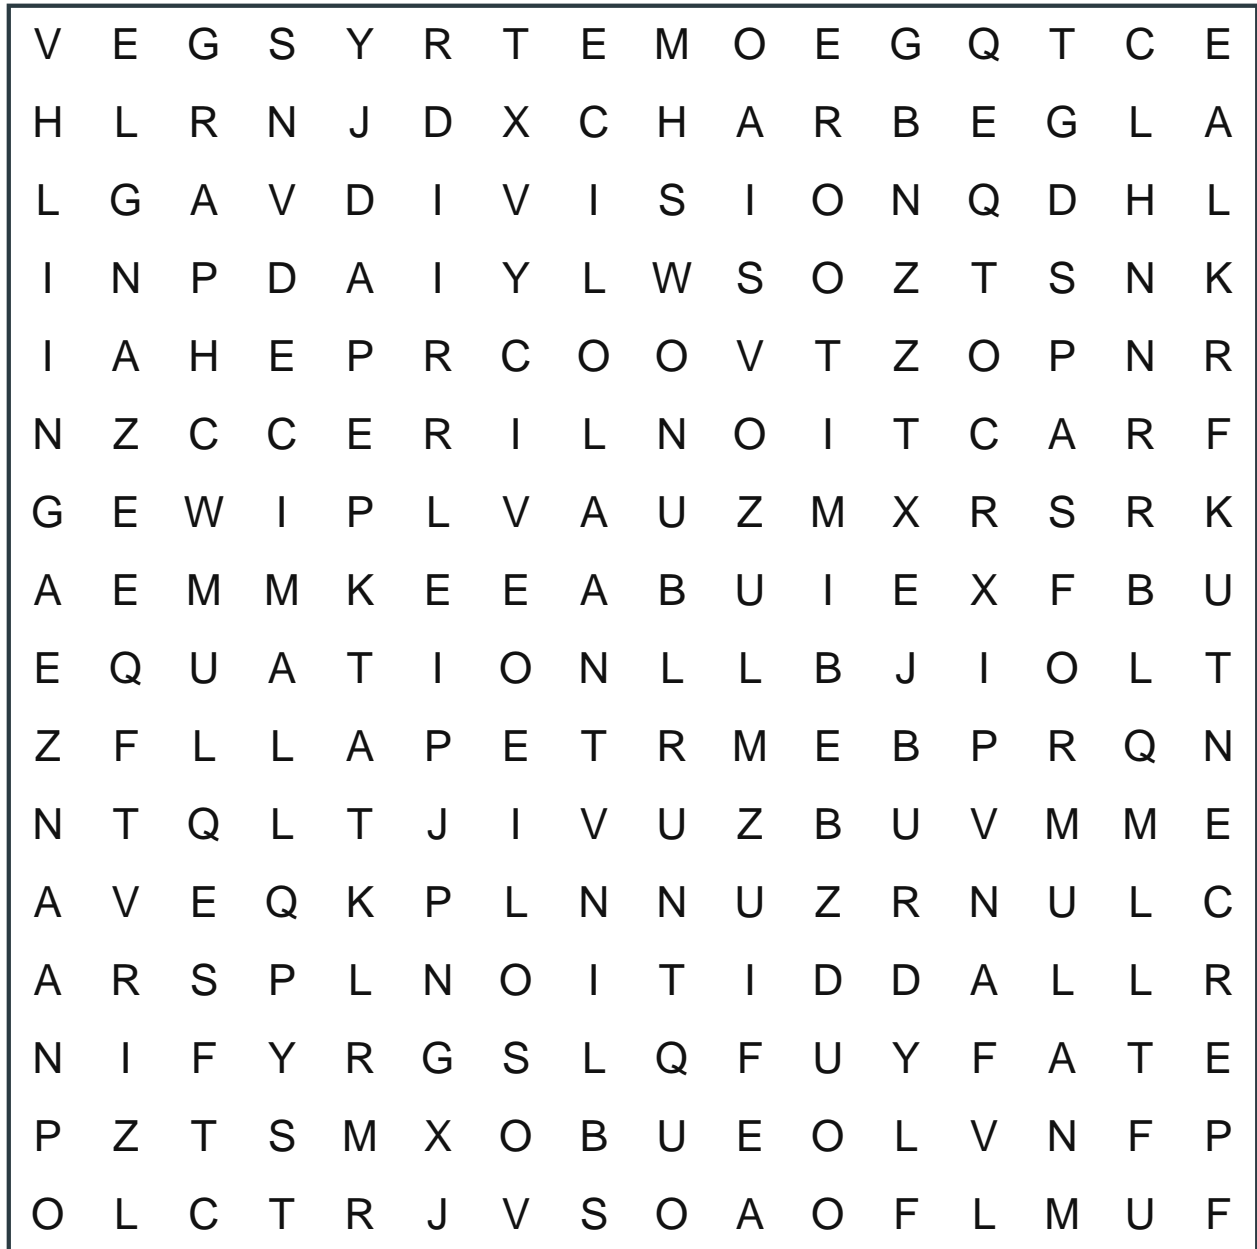 V E G S Y R T E M O E G Q T C E
H L R N J D X C H A R B E G L A
L G A V D I V I S I O N Q D H L
I N P D A I Y L W S O Z T S N K
I A H E P R C O O V T Z O P N R
N Z C C E R I L N O I T C A R F
G E W I P L V A U Z M X R S R K
A E M M K E E A B U I E X F B U
E Q U A T I O N L L B J I O L T
Z F L L A P E T R M E B P R Q N
N T Q L T J I V U Z B U V M M E
A V E Q K P L N N U Z R N U L C
A R S P L N O I T I D D A L L R
N I F Y R G S L Q F U Y F A T E
P Z T S M X O B U E O L V N F P
O L C T R J V S O A O F L M U F